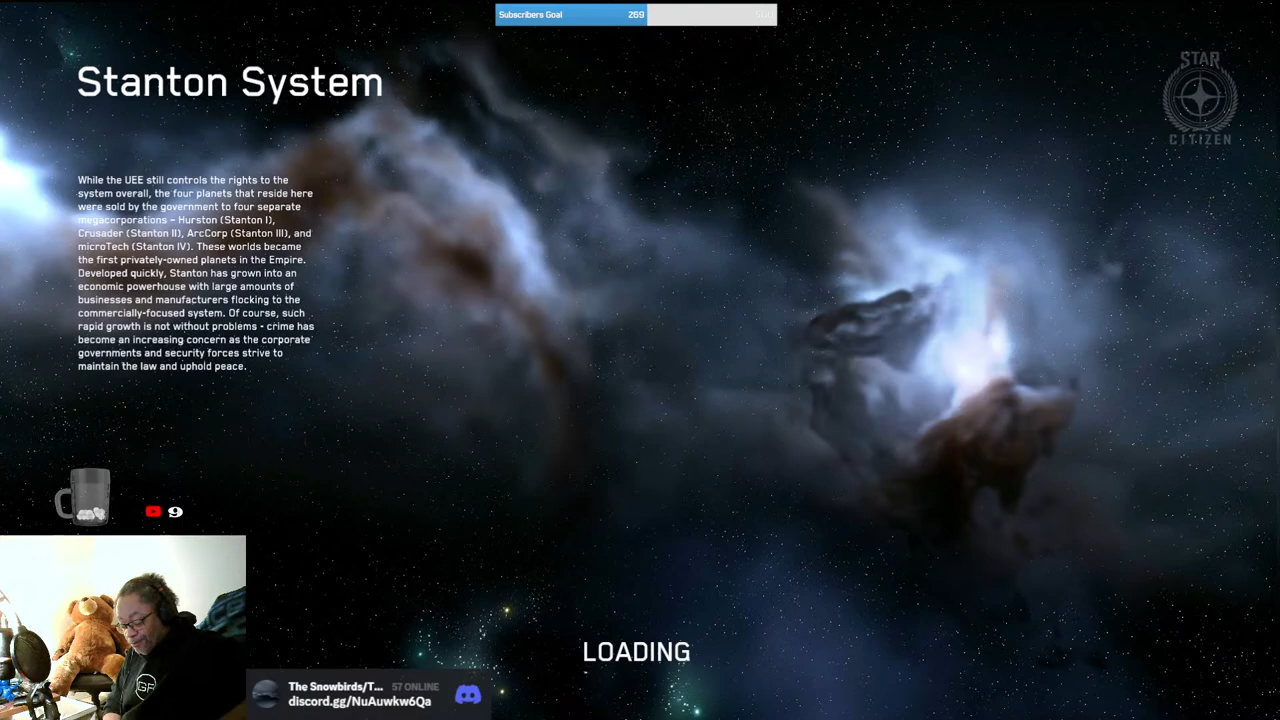 Subscribers Goal 269
STAR
CITIZEN
Stanton System
While the UEE still controls the rights to the
system overall, the four planets that reside here
were sold by the government to four separate
megacorporations – Hurston (Stanton I),
Crusader (Stanton II), ArcCorp (Stanton III), and
microTech (Stanton IV). These worlds became
the first privately-owned planets in the Empire.
Developed quickly, Stanton has grown into an
economic powerhouse with large amounts of
businesses and manufacturers flocking to the
commercially-focused system. Of course, such
rapid growth is not without problems - crime has
become an increasing concern as the corporate
governments and security forces strive to
maintain the law and uphold peace.
9
GF
LOADING
The Snowbirds/T... 57 ONLINE
discord.gg/NuAuwkw6Qa